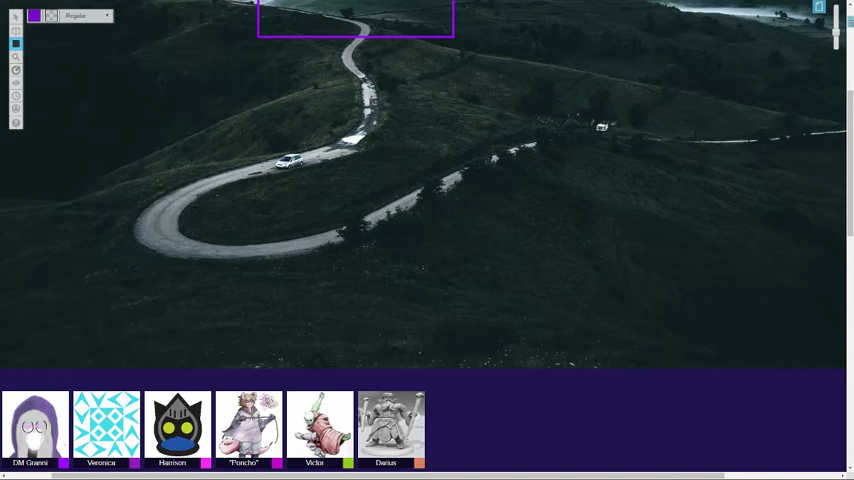 Regular
DM Granni
Veronica
Harrison
"Poncho"
Victor
Darius